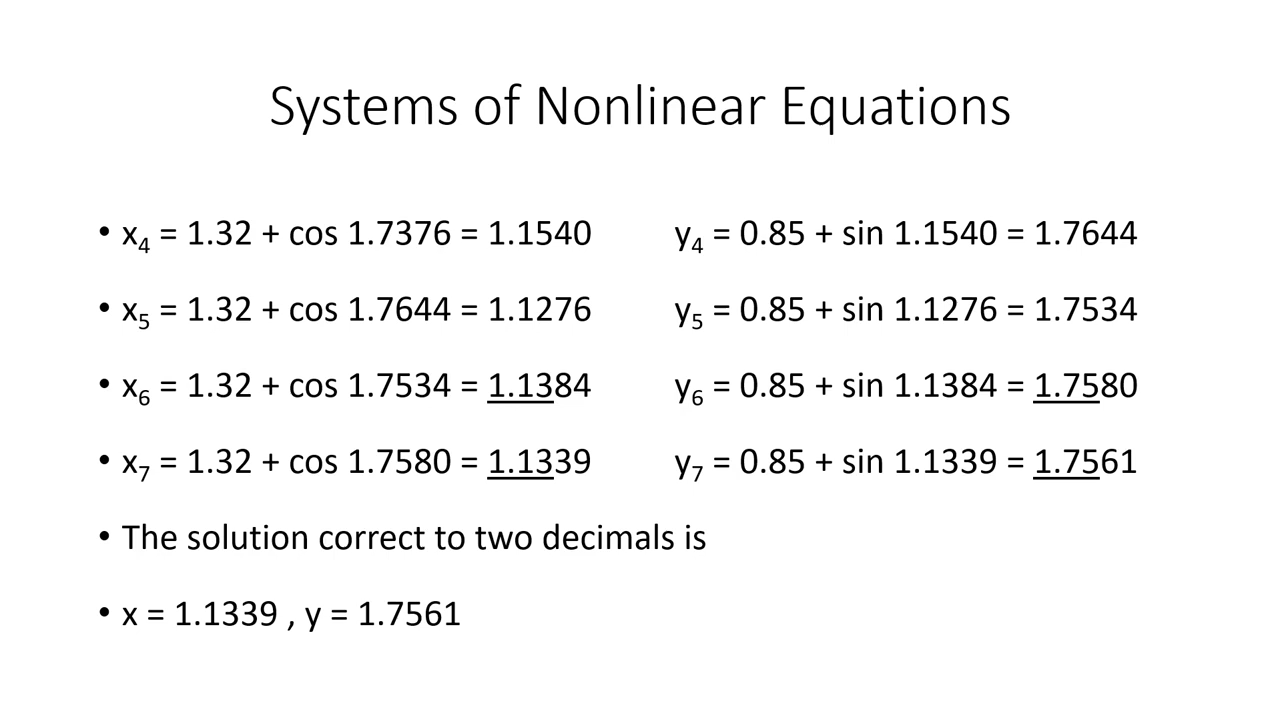 Systems of Nonlinear Equations
• x₄ = 1.32 + cos 1.7376 = 1.1540 y₄ = 0.85 + sin 1.1540 = 1.7644
• x₅ = 1.32 + cos 1.7644 = 1.1276 y₅ = 0.85 + sin 1.1276 = 1.7534
• x₆ = 1.32 + cos 1.7534 = 1.1384 y₆ = 0.85 + sin 1.1384 = 1.7580
• x₇ = 1.32 + cos 1.7580 = 1.1339 y₇ = 0.85 + sin 1.1339 = 1.7561
• The solution correct to two decimals is
• x = 1.1339 , y = 1.7561